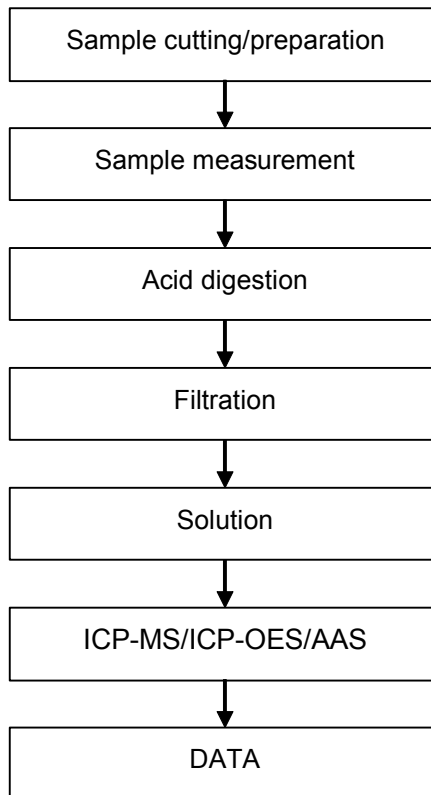 Sample cutting/preparation
Sample measurement
Acid digestion
Filtration
Solution
ICP-MS/ICP-OES/AAS
DATA